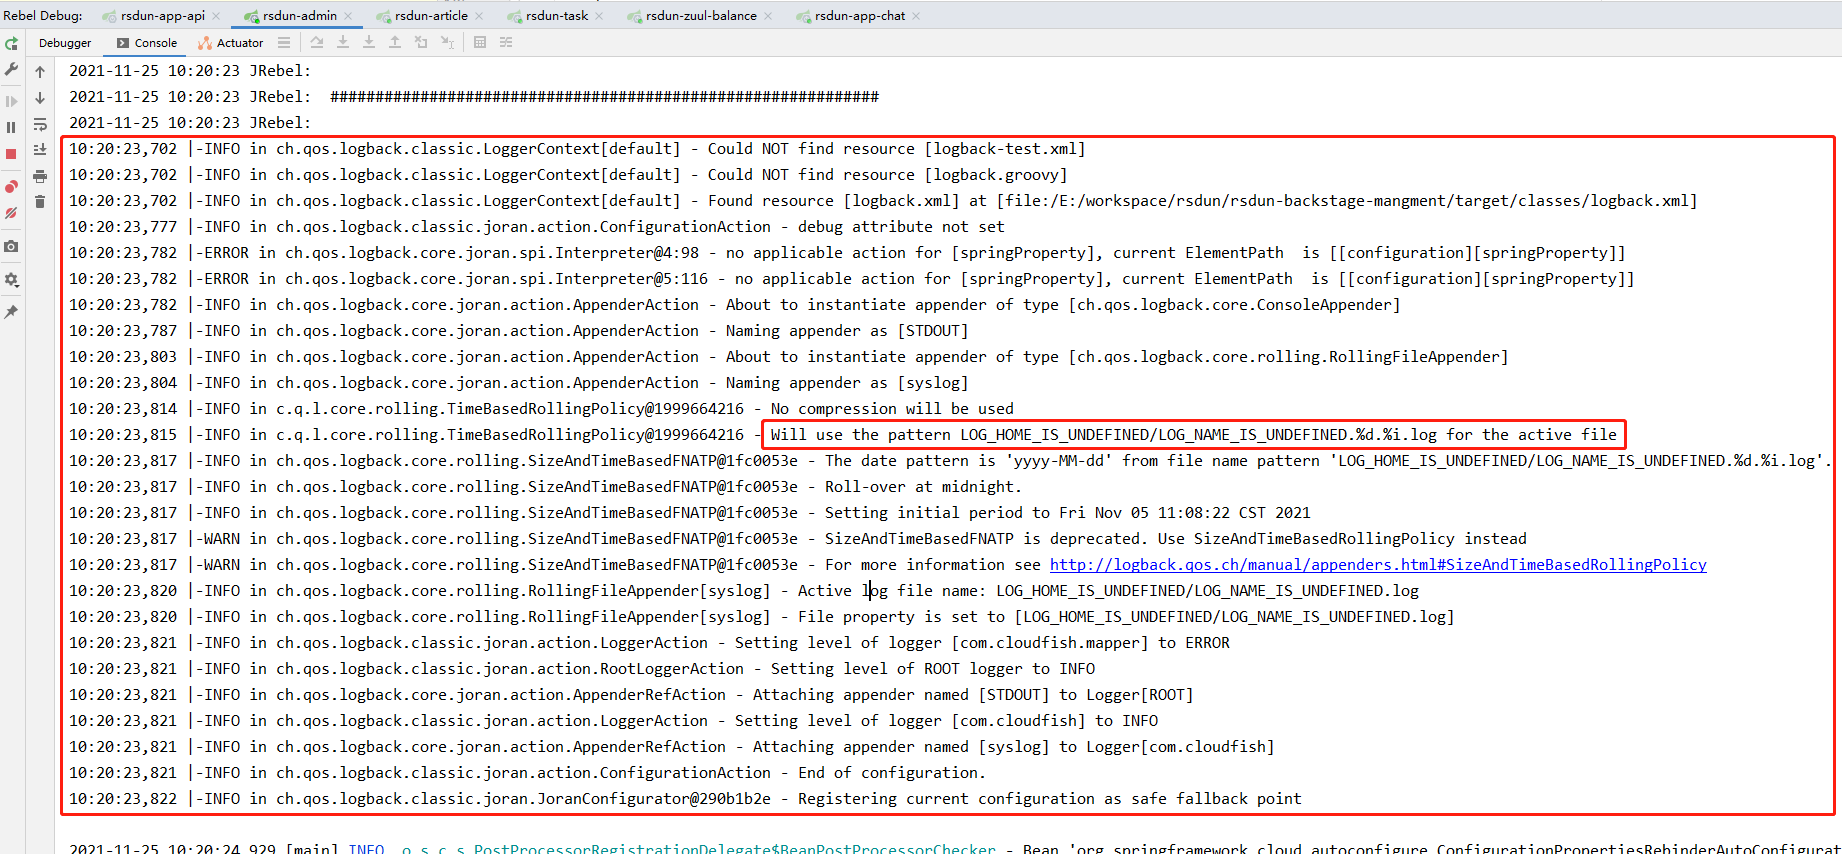 Rebel Debug: rsdun-app-api rsdun-admin rsdun-article rsdun-task rsdun-zuul-balance rsdun-app-chat
Debugger Console Actuator
2021-11-25 10:20:23 JRebel:
2021-11-25 10:20:23 JRebel:  #############################################################
2021-11-25 10:20:23 JRebel:
10:20:23,702 |-INFO in ch.qos.logback.classic.LoggerContext[default] - Could NOT find resource [logback-test.xml]
10:20:23,702 |-INFO in ch.qos.logback.classic.LoggerContext[default] - Could NOT find resource [logback.groovy]
10:20:23,702 |-INFO in ch.qos.logback.classic.LoggerContext[default] - Found resource [logback.xml] at [file:/E:/workspace/rsdun/rsdun-backstage-mangment/target/classes/logback.xml]
10:20:23,777 |-INFO in ch.qos.logback.classic.joran.action.ConfigurationAction - debug attribute not set
10:20:23,782 |-ERROR in ch.qos.logback.core.joran.spi.Interpreter@4:98 - no applicable action for [springProperty], current ElementPath  is [[configuration][springProperty]]
10:20:23,782 |-ERROR in ch.qos.logback.core.joran.spi.Interpreter@5:116 - no applicable action for [springProperty], current ElementPath  is [[configuration][springProperty]]
10:20:23,782 |-INFO in ch.qos.logback.core.joran.action.AppenderAction - About to instantiate appender of type [ch.qos.logback.core.ConsoleAppender]
10:20:23,787 |-INFO in ch.qos.logback.core.joran.action.AppenderAction - Naming appender as [STDOUT]
10:20:23,803 |-INFO in ch.qos.logback.core.joran.action.AppenderAction - About to instantiate appender of type [ch.qos.logback.core.rolling.RollingFileAppender]
10:20:23,804 |-INFO in ch.qos.logback.core.joran.action.AppenderAction - Naming appender as [syslog]
10:20:23,814 |-INFO in c.q.l.core.rolling.TimeBasedRollingPolicy@1999664216 - No compression will be used
10:20:23,815 |-INFO in c.q.l.core.rolling.TimeBasedRollingPolicy@1999664216 - Will use the pattern LOG_HOME_IS_UNDEFINED/LOG_NAME_IS_UNDEFINED.%d.%i.log for the active file
10:20:23,817 |-INFO in ch.qos.logback.core.rolling.SizeAndTimeBasedFNATP@1fc0053e - The date pattern is 'yyyy-MM-dd' from file name pattern 'LOG_HOME_IS_UNDEFINED/LOG_NAME_IS_UNDEFINED.%d.%i.log'.
10:20:23,817 |-INFO in ch.qos.logback.core.rolling.SizeAndTimeBasedFNATP@1fc0053e - Roll-over at midnight.
10:20:23,817 |-INFO in ch.qos.logback.core.rolling.SizeAndTimeBasedFNATP@1fc0053e - Setting initial period to Fri Nov 05 11:08:22 CST 2021
10:20:23,817 |-WARN in ch.qos.logback.core.rolling.SizeAndTimeBasedFNATP@1fc0053e - SizeAndTimeBasedFNATP is deprecated. Use SizeAndTimeBasedRollingPolicy instead
10:20:23,817 |-WARN in ch.qos.logback.core.rolling.SizeAndTimeBasedFNATP@1fc0053e - For more information see http://logback.qos.ch/manual/appenders.html#SizeAndTimeBasedRollingPolicy
10:20:23,820 |-INFO in ch.qos.logback.core.rolling.RollingFileAppender[syslog] - Active log file name: LOG_HOME_IS_UNDEFINED/LOG_NAME_IS_UNDEFINED.log
10:20:23,820 |-INFO in ch.qos.logback.core.rolling.RollingFileAppender[syslog] - File property is set to [LOG_HOME_IS_UNDEFINED/LOG_NAME_IS_UNDEFINED.log]
10:20:23,821 |-INFO in ch.qos.logback.classic.joran.action.LoggerAction - Setting level of logger [com.cloudfish.mapper] to ERROR
10:20:23,821 |-INFO in ch.qos.logback.classic.joran.action.RootLoggerAction - Setting level of ROOT logger to INFO
10:20:23,821 |-INFO in ch.qos.logback.core.joran.action.AppenderRefAction - Attaching appender named [STDOUT] to Logger[ROOT]
10:20:23,821 |-INFO in ch.qos.logback.classic.joran.action.LoggerAction - Setting level of logger [com.cloudfish] to INFO
10:20:23,821 |-INFO in ch.qos.logback.core.joran.action.AppenderRefAction - Attaching appender named [syslog] to Logger[com.cloudfish]
10:20:23,821 |-INFO in ch.qos.logback.classic.joran.action.ConfigurationAction - End of configuration.
10:20:23,822 |-INFO in ch.qos.logback.classic.joran.JoranConfigurator@290b1b2e - Registering current configuration as safe fallback point
2021-11-25 10:20:24.929 [main] INFO  o.s.c.s.PostProcessorRegistrationDelegate$BeanPostProcessorChecker - Bean 'org.springframework.cloud.autoconfigure.ConfigurationPropertiesRebinderAutoConfigurat